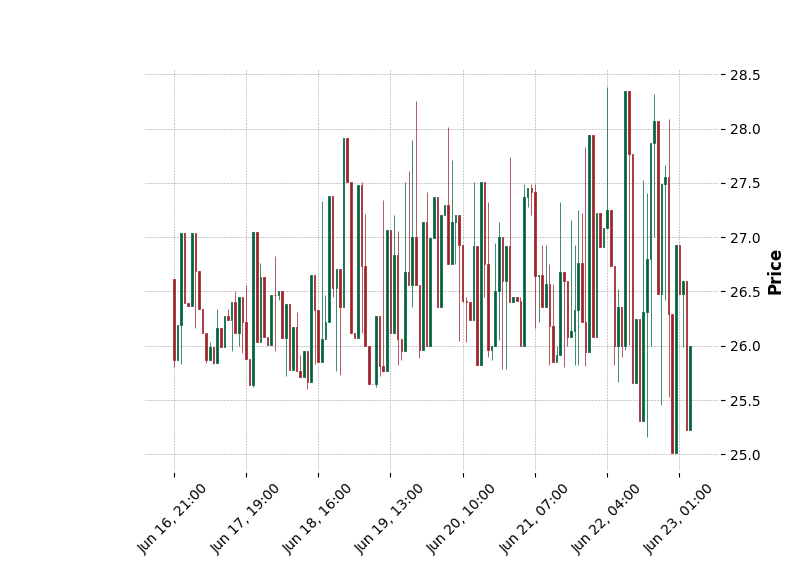 28.5
28.0
27.5
27.0
26.5
26.0
25.5
25.0
Price
Jun 16, 21:00
Jun 17, 19:00
Jun 18, 16:00
Jun 19, 13:00
Jun 20, 10:00
Jun 21, 07:00
Jun 22, 04:00
Jun 23, 01:00